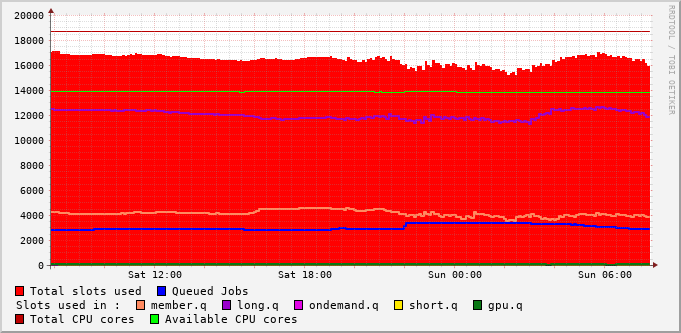 20000
18000
16000
14000
12000
10000
8000
6000
4000
2000
0
Sat 12:00 Sat 18:00 Sun 00:00 Sun 06:00
RRDTOOL / TOBI OETIKER
Total slots used Queued Jobs
Slots used in : member.q long.q ondemand.q short.q gpu.q
Total CPU cores Available CPU cores